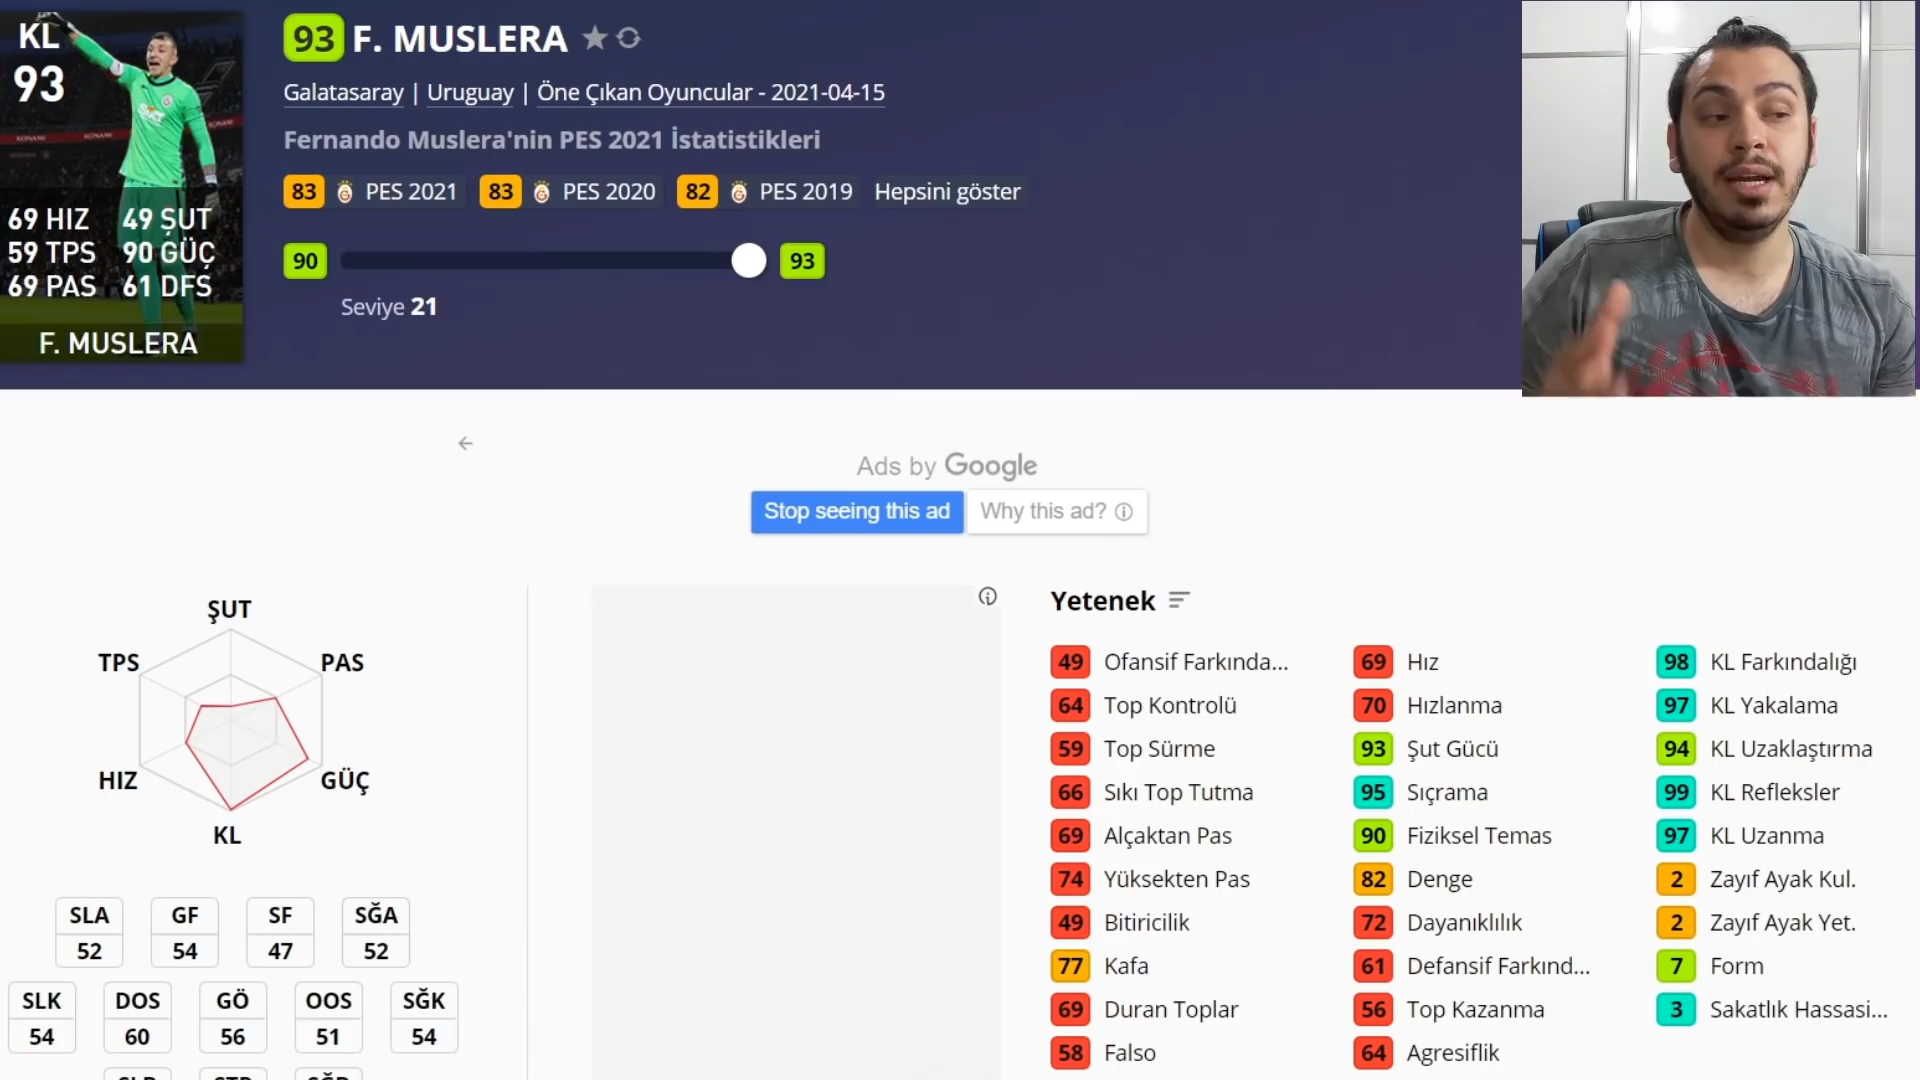 KL
93
69 HIZ 49 ŞUT
59 TPS 90 GÜÇ
69 PAS 61 DFS
F. MUSLERA
93 F. MUSLERA
Galatasaray | Uruguay | Öne Çıkan Oyuncular - 2021-04-15
Fernando Muslera'nin PES 2021 İstatistikleri
83 PES 2021 83 PES 2020 82 PES 2019 Hepsini göster
90 93
Seviye 21
Ads by Google
Stop seeing this ad Why this ad?
ŞUT
TPS PAS
HIZ GÜÇ
KL
SLA GF SF SĞA
52 54 47 52
SLK DOS GÖ OOS SĞK
54 60 56 51 54
Yetenek
49 Ofansif Farkında... 69 Hız 98 KL Farkındalığı
64 Top Kontrolü 70 Hızlanma 97 KL Yakalama
59 Top Sürme 93 Şut Gücü 94 KL Uzaklaştırma
66 Sıkı Top Tutma 95 Sıçrama 99 KL Refleksler
69 Alçaktan Pas 90 Fiziksel Temas 97 KL Uzanma
74 Yüksekten Pas 82 Denge 2 Zayıf Ayak Kul.
49 Bitiricilik 72 Dayanıklılık 2 Zayıf Ayak Yet.
77 Kafa 61 Defansif Farkınd... 7 Form
69 Duran Toplar 56 Top Kazanma 3 Sakatlık Hassasi...
58 Falso 64 Agresiflik